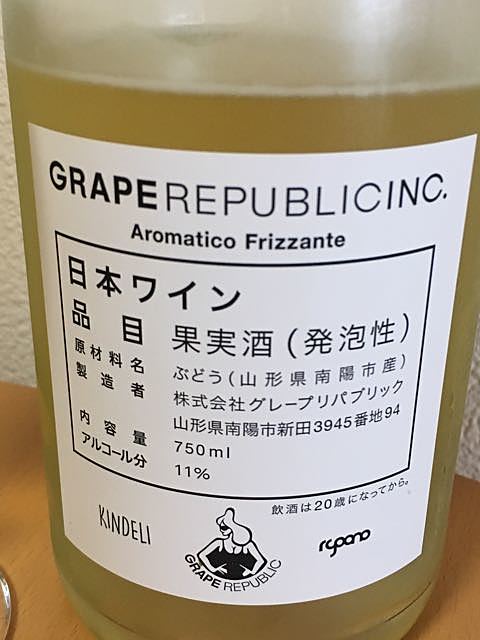 GRAPEREPUBLICINC.
Aromatico Frizzante
日本ワイン
品目 果実酒(発泡性)
原材料名 ぶどう(山形県南陽市産)
製造者 株式会社グレープリパブリック
山形県南陽市新田3945番地94
内容量 750ml
アルコール分 11%
飲酒は20歳になってから。
KINDELI
GRAPE REPUBLIC